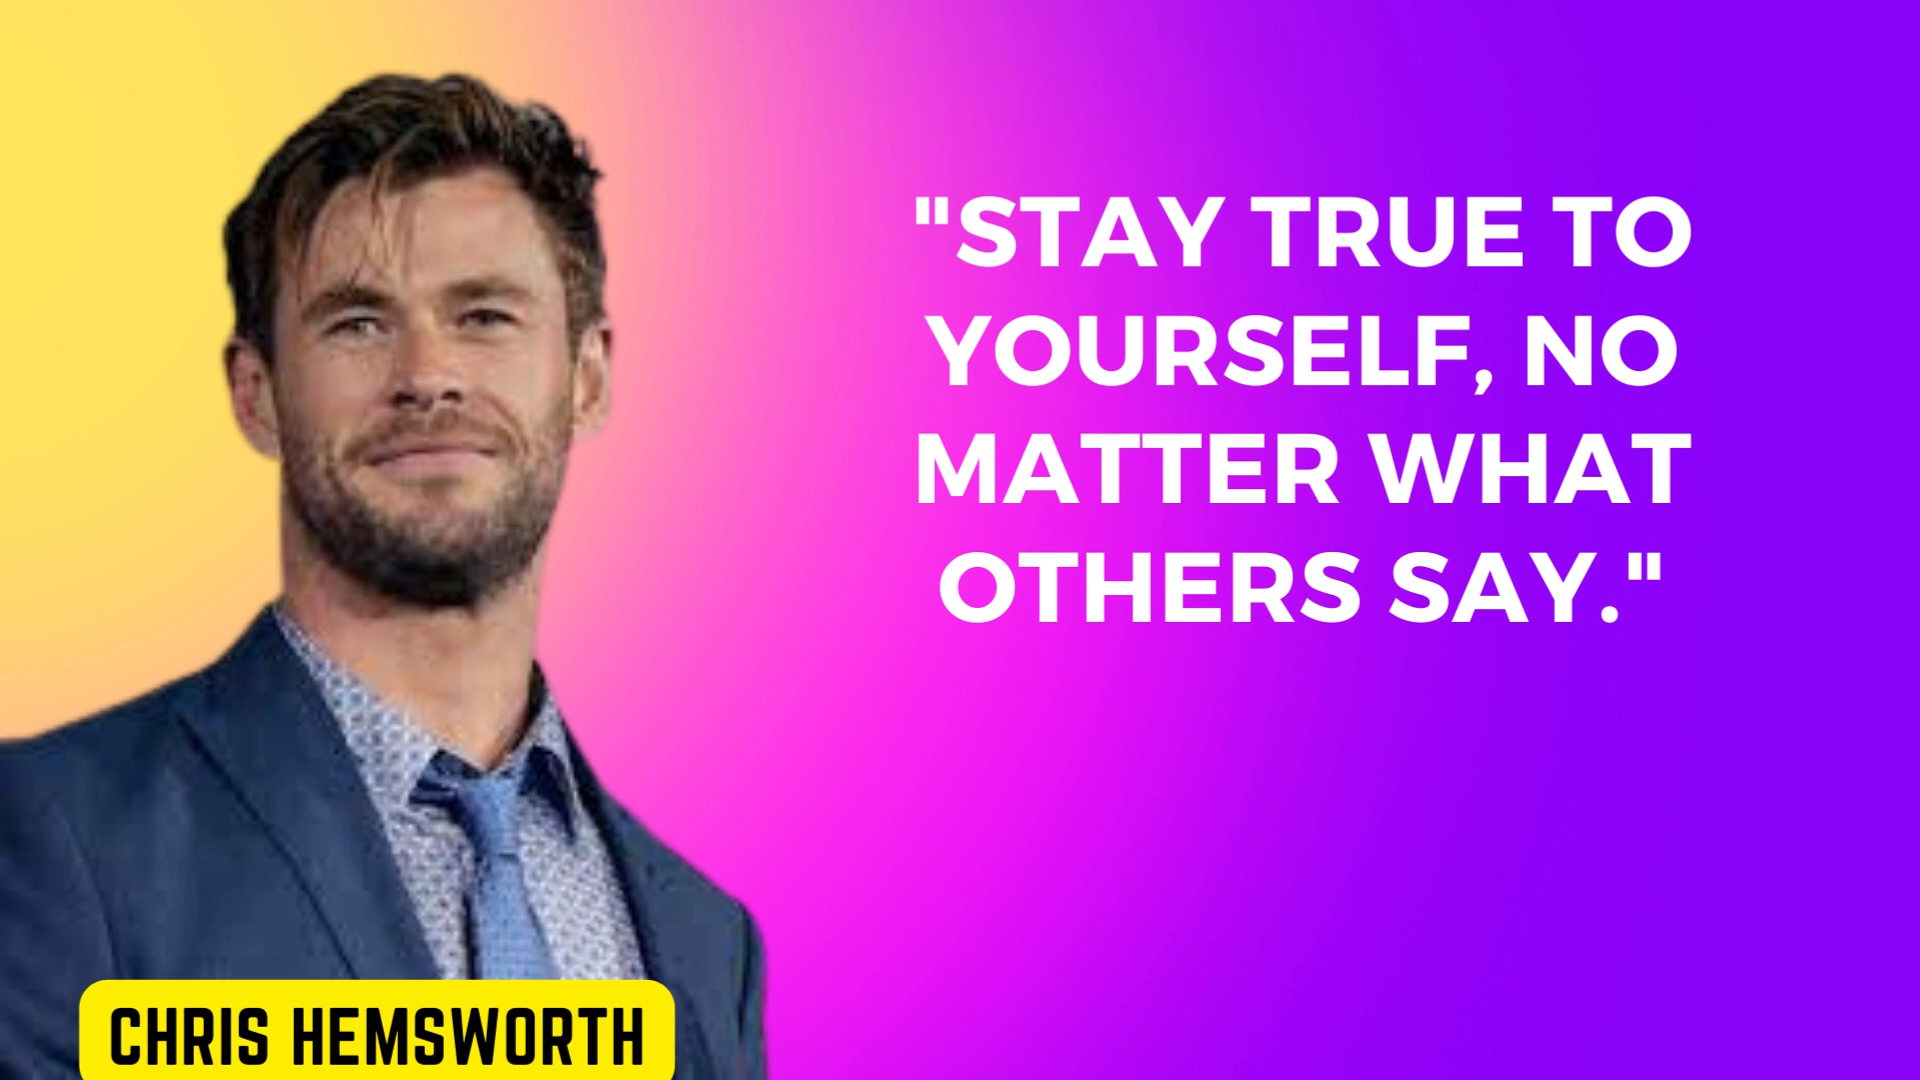 "STAY TRUE TO
YOURSELF, NO
MATTER WHAT
OTHERS SAY."
CHRIS HEMSWORTH